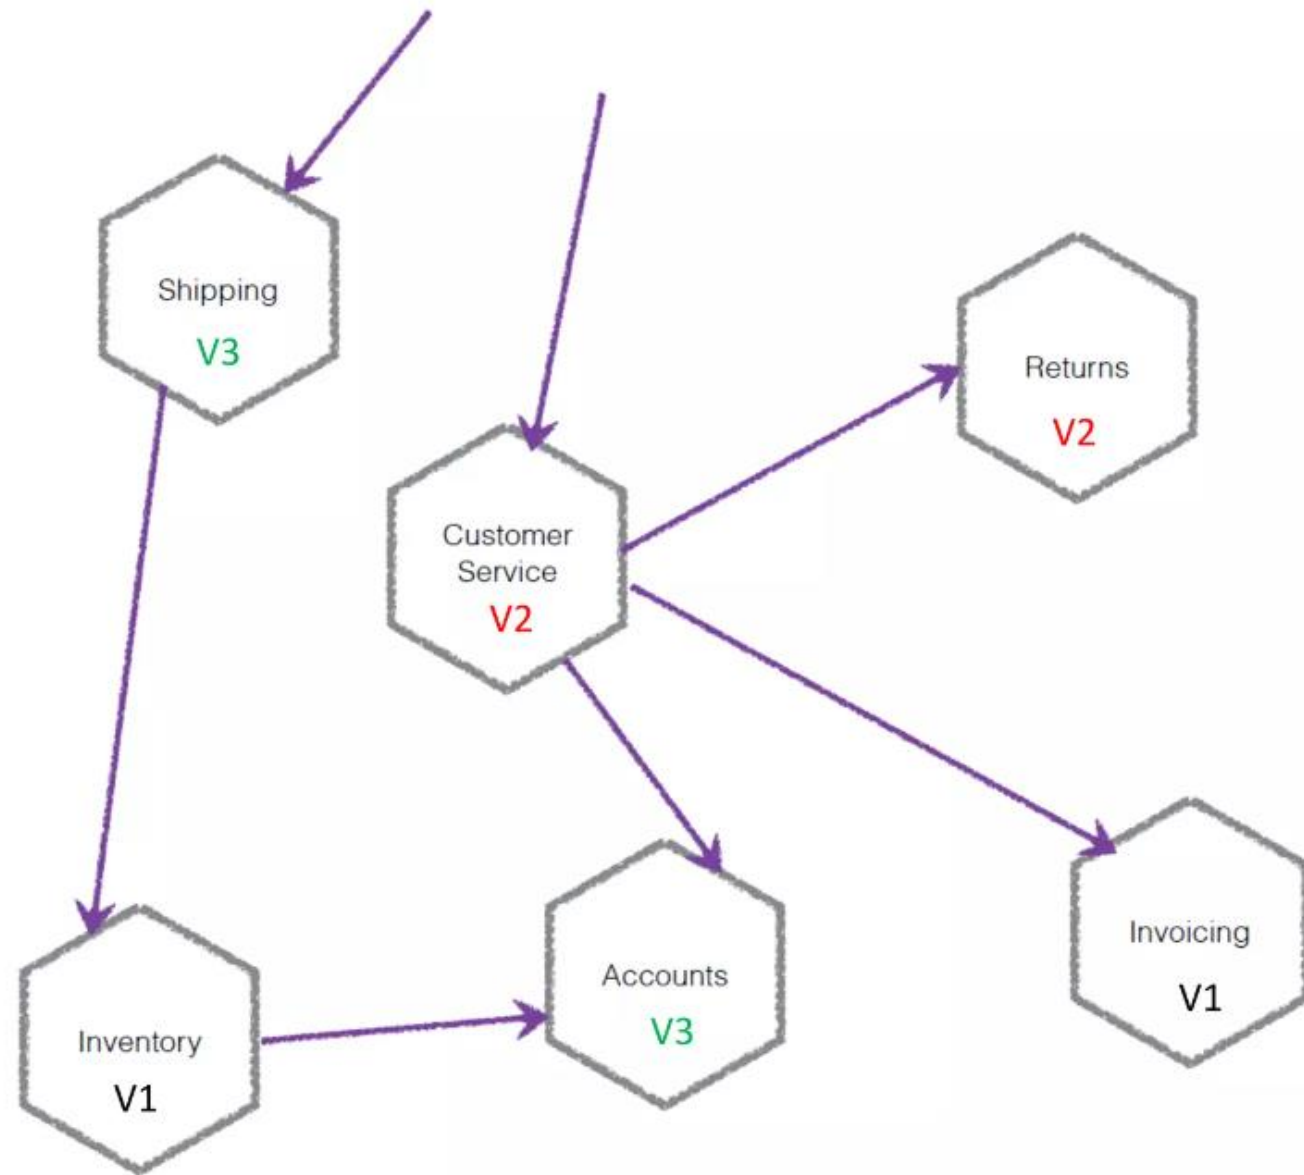 Shipping
V3
Returns
V2
Customer
Service
V2
Invoicing
V1
Accounts
V3
Inventory
V1